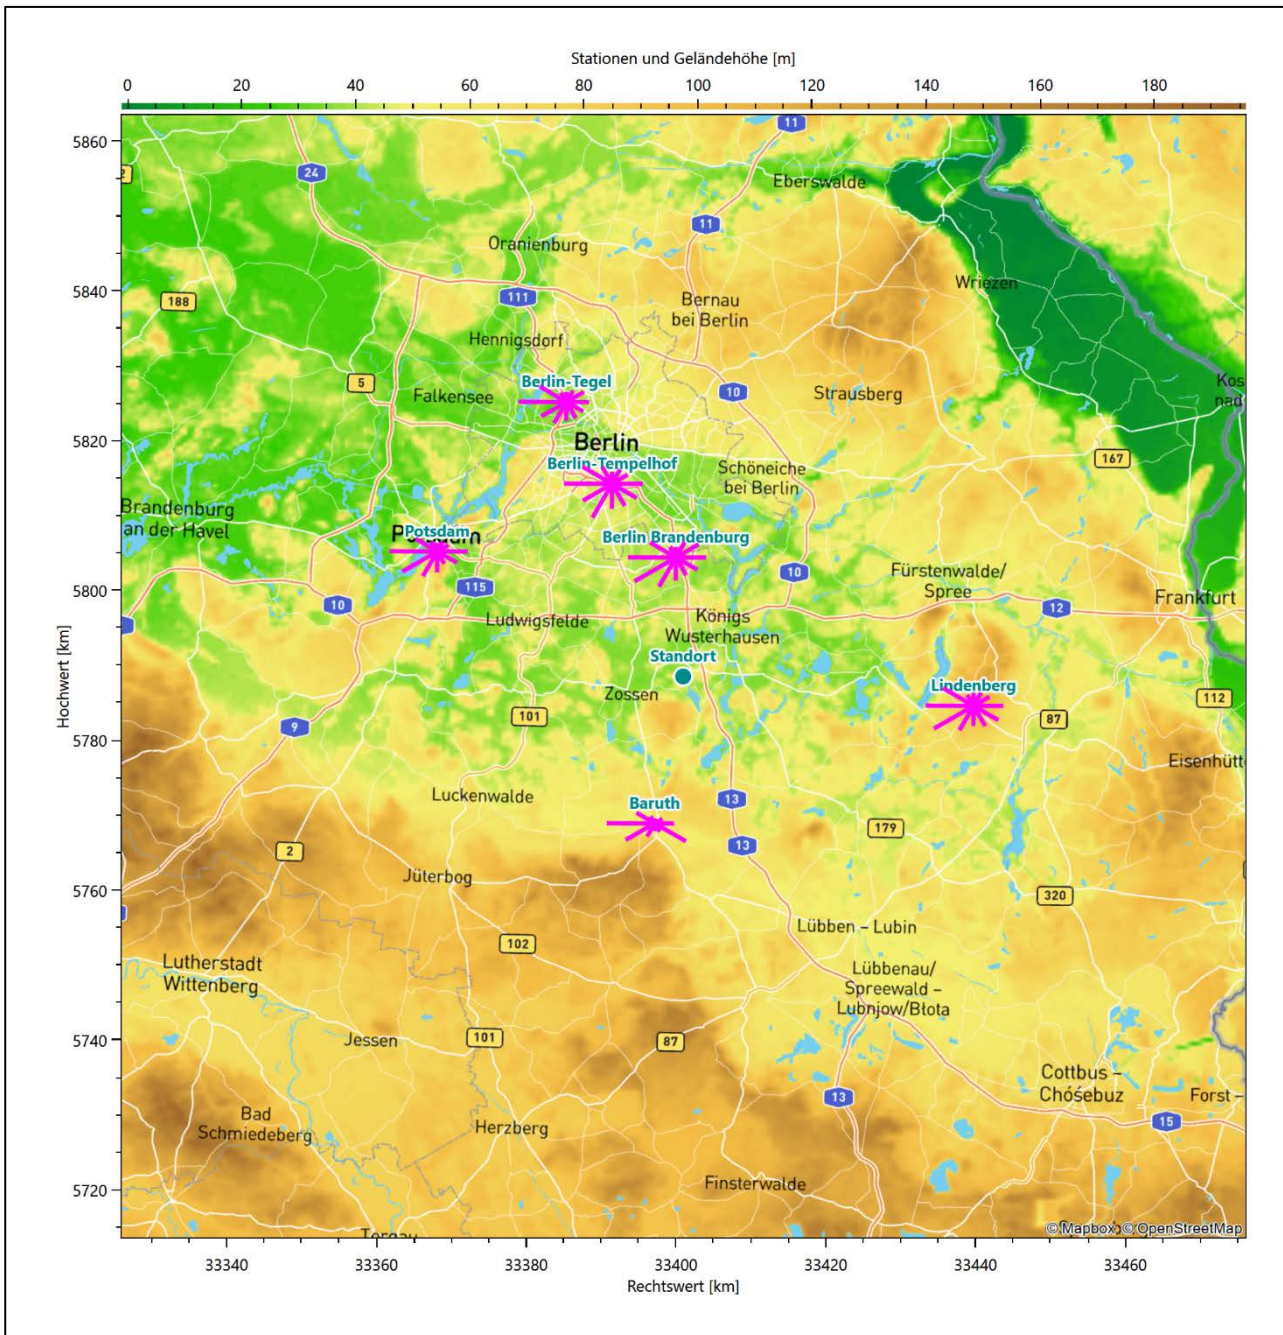 Stationen und Geländehöhe [m]
0 20 40 60 80 100 120 140 160 180
5860
11
24
Eberswalde
11
Oranienburg
5840
Wriezen
188
111
Bernau
bei Berlin
Hennigsdorf
Kos
nad
5
Berlin-Tegel
10
Falkensee
Strausberg
5820
Berlin
167
Berlin-Tempelhof
Schöneiche
bei Berlin
Brandenburg
an der Havel
Potsdam
Potsdam
Berlin Brandenburg
10
Fürstenwalde/
Spree
5800
115
10
12
Frankfurt
Ludwigsfelde
Königs
Wusterhausen
Standort
Zossen
Lindenberg
112
101
87
9
5780
Hochwert [km]
Eisenhütt
Luckenwalde
13
Baruth
179
13
2
Jüterbog
5760
320
Lübben – Lubin
102
Lutherstadt
Wittenberg
Lübbenau/
Spreewald –
Lubnjow/Błota
5740
Jessen
101
87
Cottbus –
Chóśebuz
13
Forst –
Bad
Schmiedeberg
Herzberg
15
5720
Finsterwalde
Torgau
© Mapbox © OpenStreetMap
33340 33360 33380 33400 33420 33440 33460
Rechtswert [km]